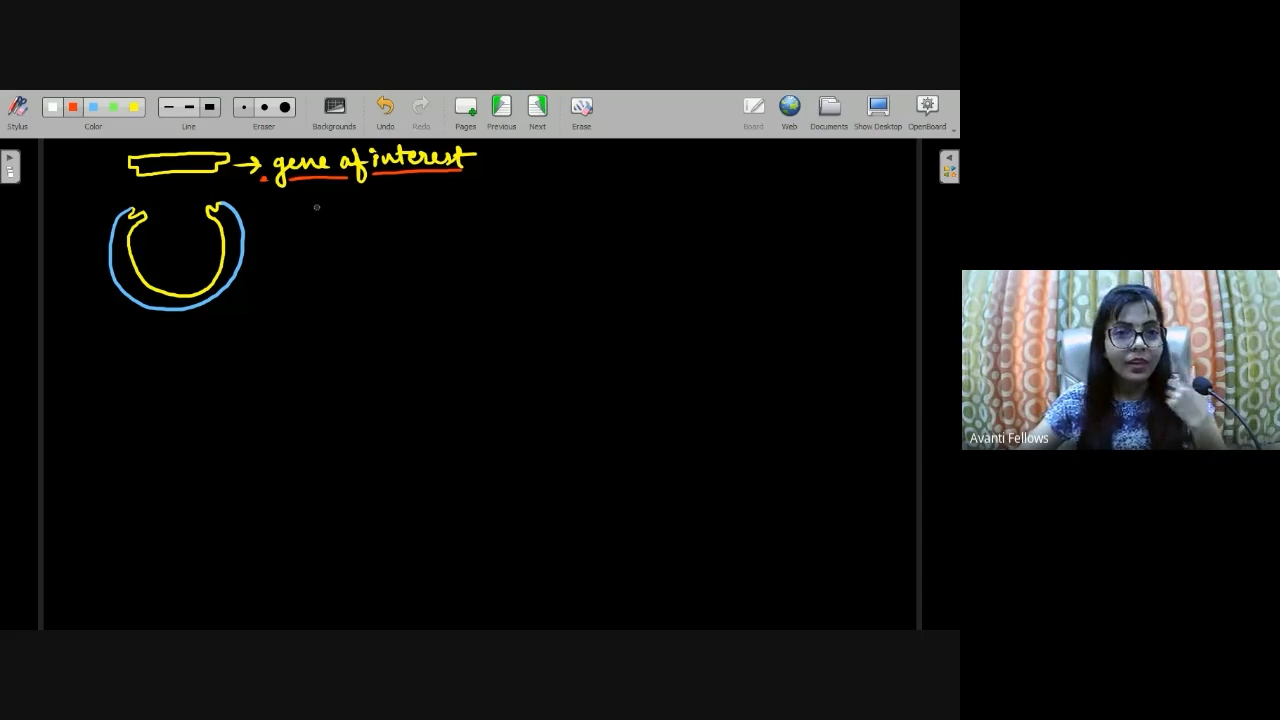 Stylus
Color
Line
Eraser
Backgrounds
Undo
Redo
Pages
Previous
Next
Erase
Board
Web
Documents
Show Desktop
OpenBoard
gene of interest
Avanti Fellows